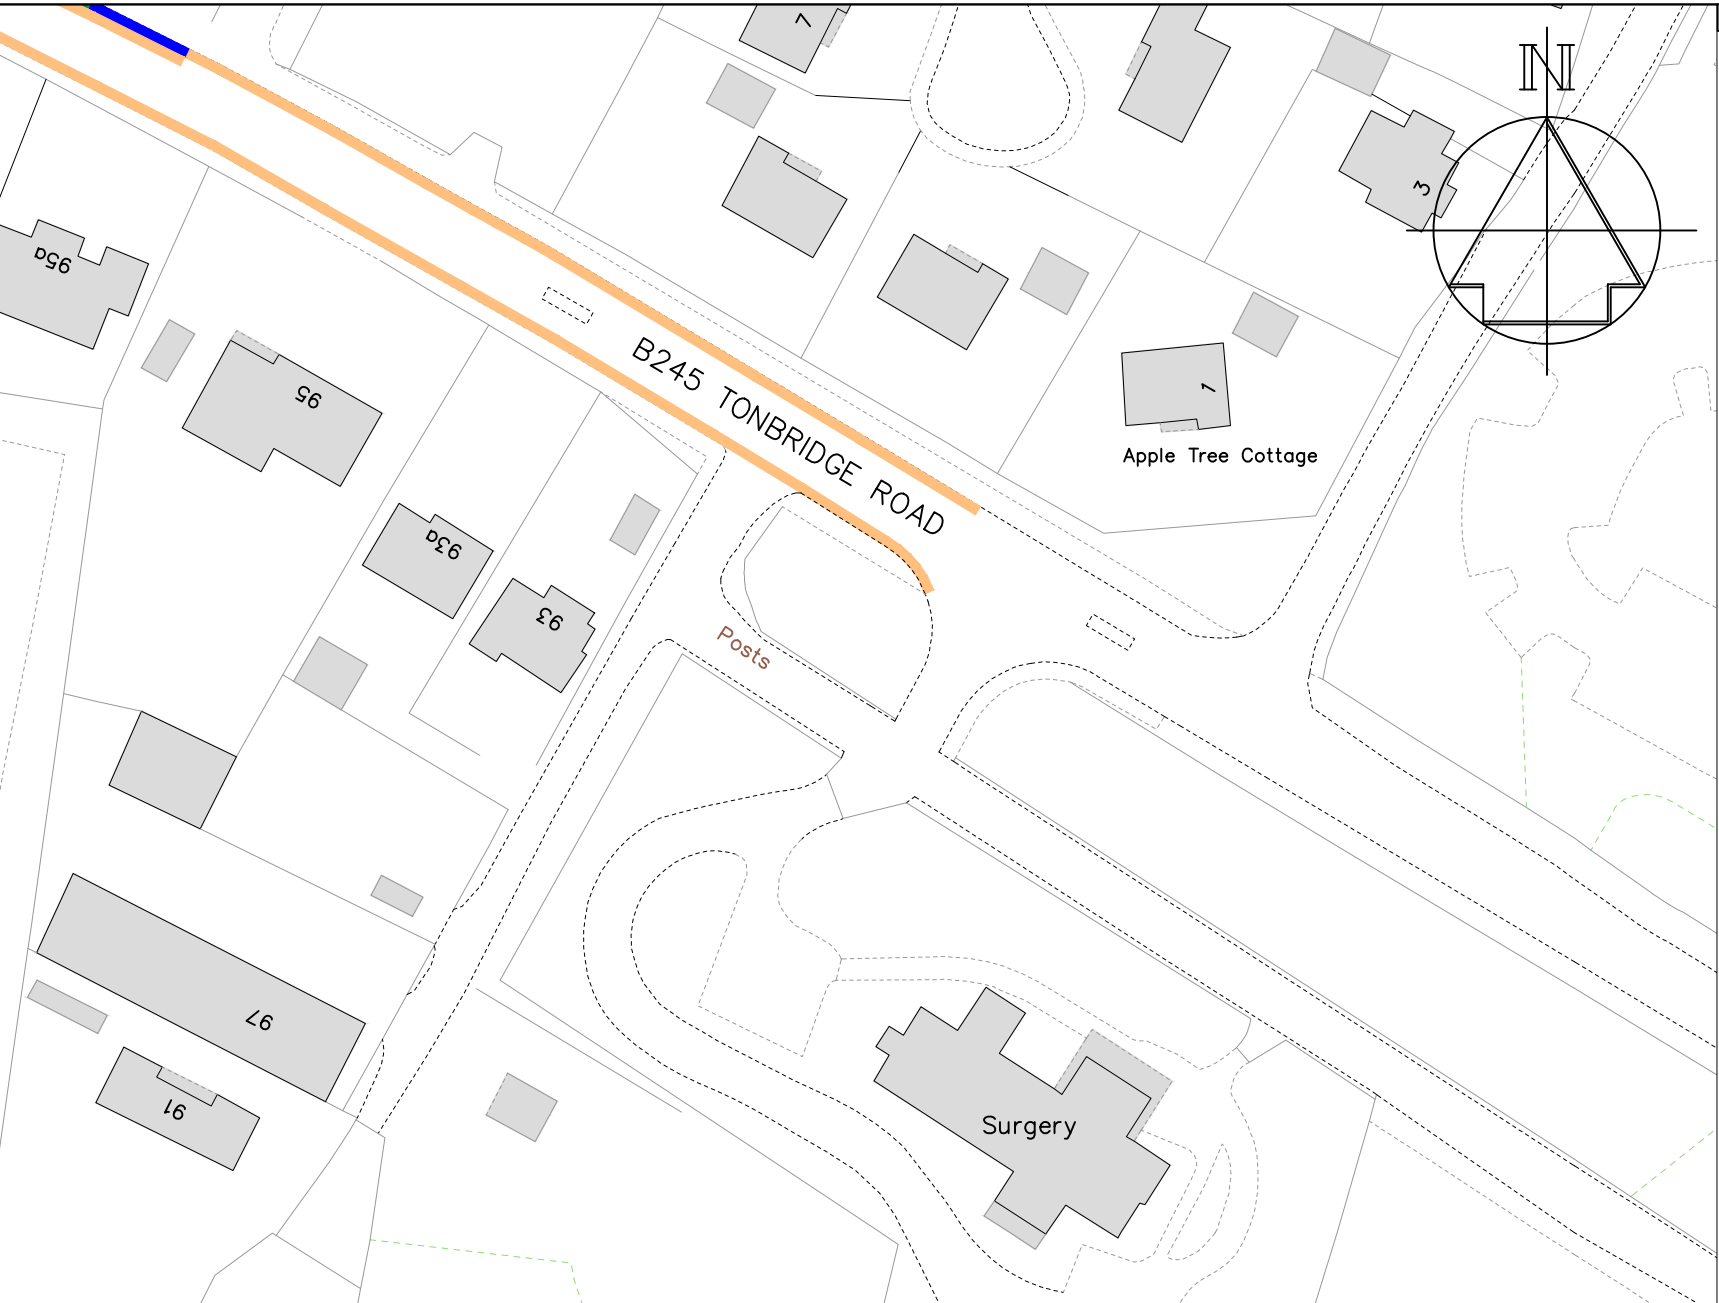 7
N
3
95a
95
B245 TONBRIDGE ROAD
1
Apple Tree Cottage
93a
93
Posts
97
91
Surgery